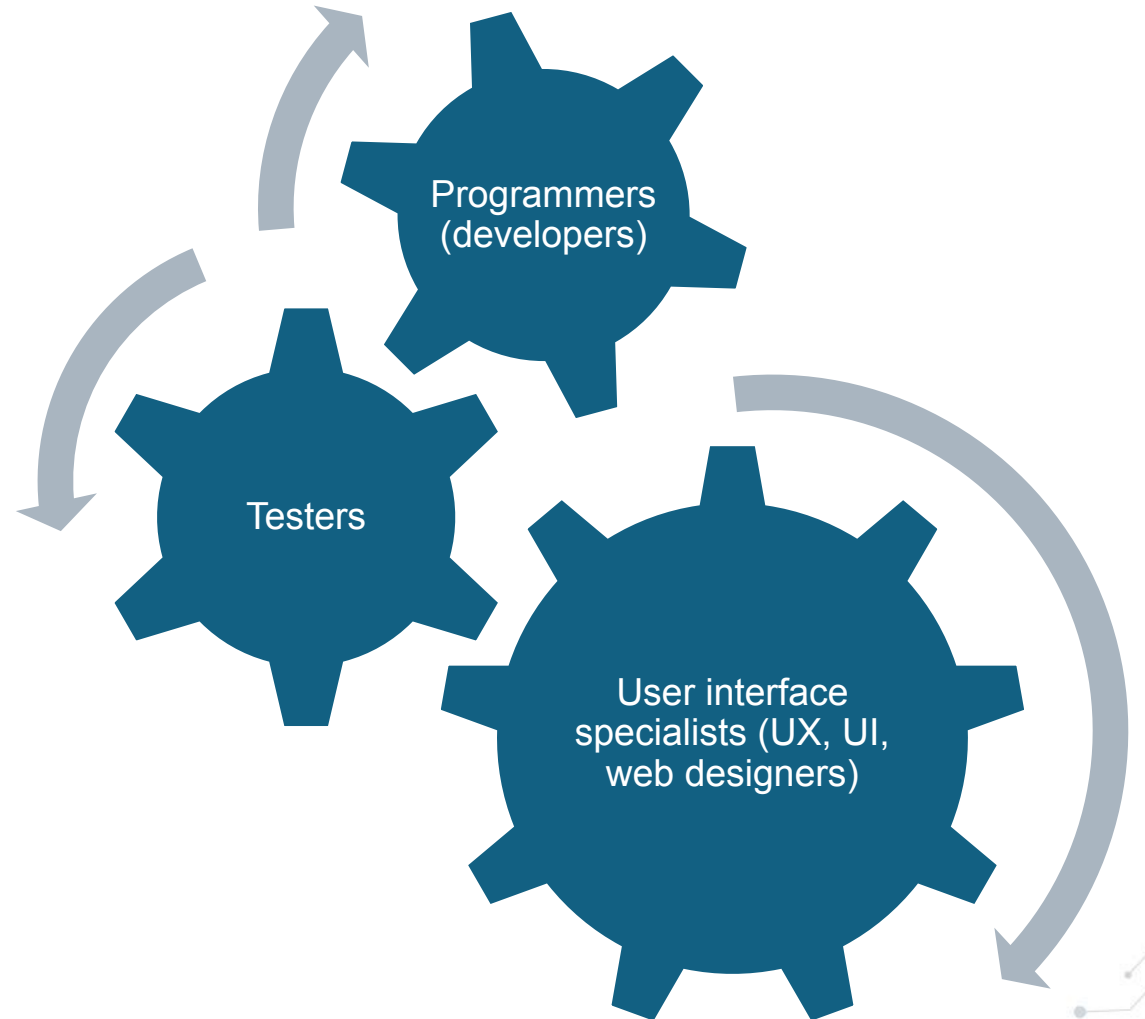 Programmers
(developers)
Testers
User interface
specialists (UX, UI,
web designers)